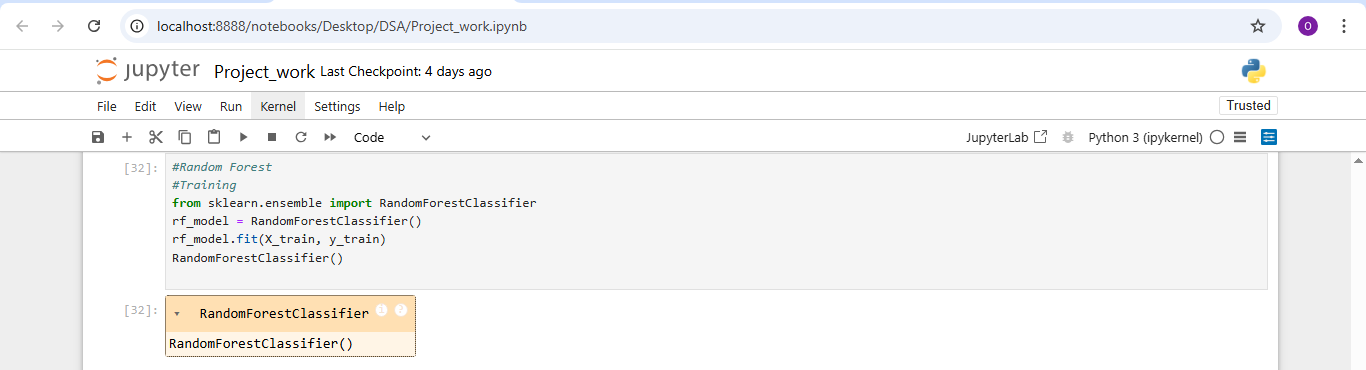 localhost:8888/notebooks/Desktop/DSA/Project_work.ipynb
O
jupyter Project_work Last Checkpoint: 4 days ago
File Edit View Run Kernel Settings Help Trusted
Code JupyterLab Python 3 (ipykernel)
[32]: #Random Forest
#Training
from sklearn.ensemble import RandomForestClassifier
rf_model = RandomForestClassifier()
rf_model.fit(X_train, y_train)
RandomForestClassifier()
[32]: RandomForestClassifier i ?
RandomForestClassifier()